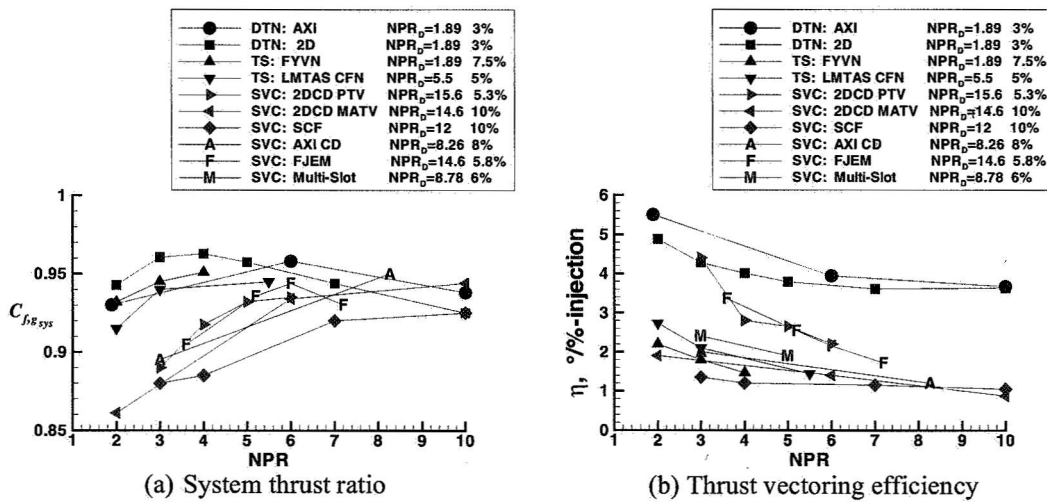 DTN: AXI NPR_D=1.89 3%
DTN: 2D NPR_D=1.89 3%
TS: FYVN NPR_D=1.89 7.5%
TS: LMTAS CFN NPR_D=5.5 5%
SVC: 2DCD PTV NPR_D=15.6 5.3%
SVC: 2DCD MATV NPR_D=14.6 10%
SVC: SCF NPR_D=12 10%
A SVC: AXI CD NPR_D=8.26 8%
F SVC: FJEM NPR_D=14.6 5.8%
M SVC: Multi-Slot NPR_D=8.78 6%
1
0.95
0.9
0.85
C_f,g_sys
A
A
F
F
F
F
1 2 3 4 5 6 7 8 9 10
NPR
(a) System thrust ratio
DTN: AXI NPR_D=1.89 3%
DTN: 2D NPR_D=1.89 3%
TS: FYVN NPR_D=1.89 7.5%
TS: LMTAS CFN NPR_D=5.5 5%
SVC: 2DCD PTV NPR_D=15.6 5.3%
SVC: 2DCD MATV NPR_D=14.6 10%
SVC: SCF NPR_D=12 10%
A SVC: AXI CD NPR_D=8.26 8%
F SVC: FJEM NPR_D=14.6 5.8%
M SVC: Multi-Slot NPR_D=8.78 6%
6
5
4
3
2
1
0
η, °/%-injection
F
F
F
M
M
A
A
1 2 3 4 5 6 7 8 9 10
NPR
(b) Thrust vectoring efficiency